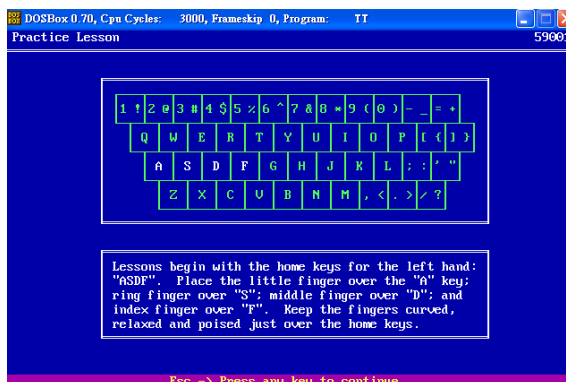 DOSBox 0.70, Cpu Cycles: 3000, Frameskip 0, Program: TT
Practice Lesson 59001
1 ! 2 @ 3 # 4 $ 5 % 6 ^ 7 & 8 * 9 ( 0 ) - _ = +
Q W E R T Y U I O P [ { ] }
A S D F G H J K L ; : ' "
Z X C V B N M , < . > / ?
Lessons begin with the home keys for the left hand:
"ASDF". Place the little finger over the "A" key;
ring finger over "S"; middle finger over "D"; and
index finger over "F". Keep the fingers curved,
relaxed and poised just over the home keys.
Esc -> Press any key to continue